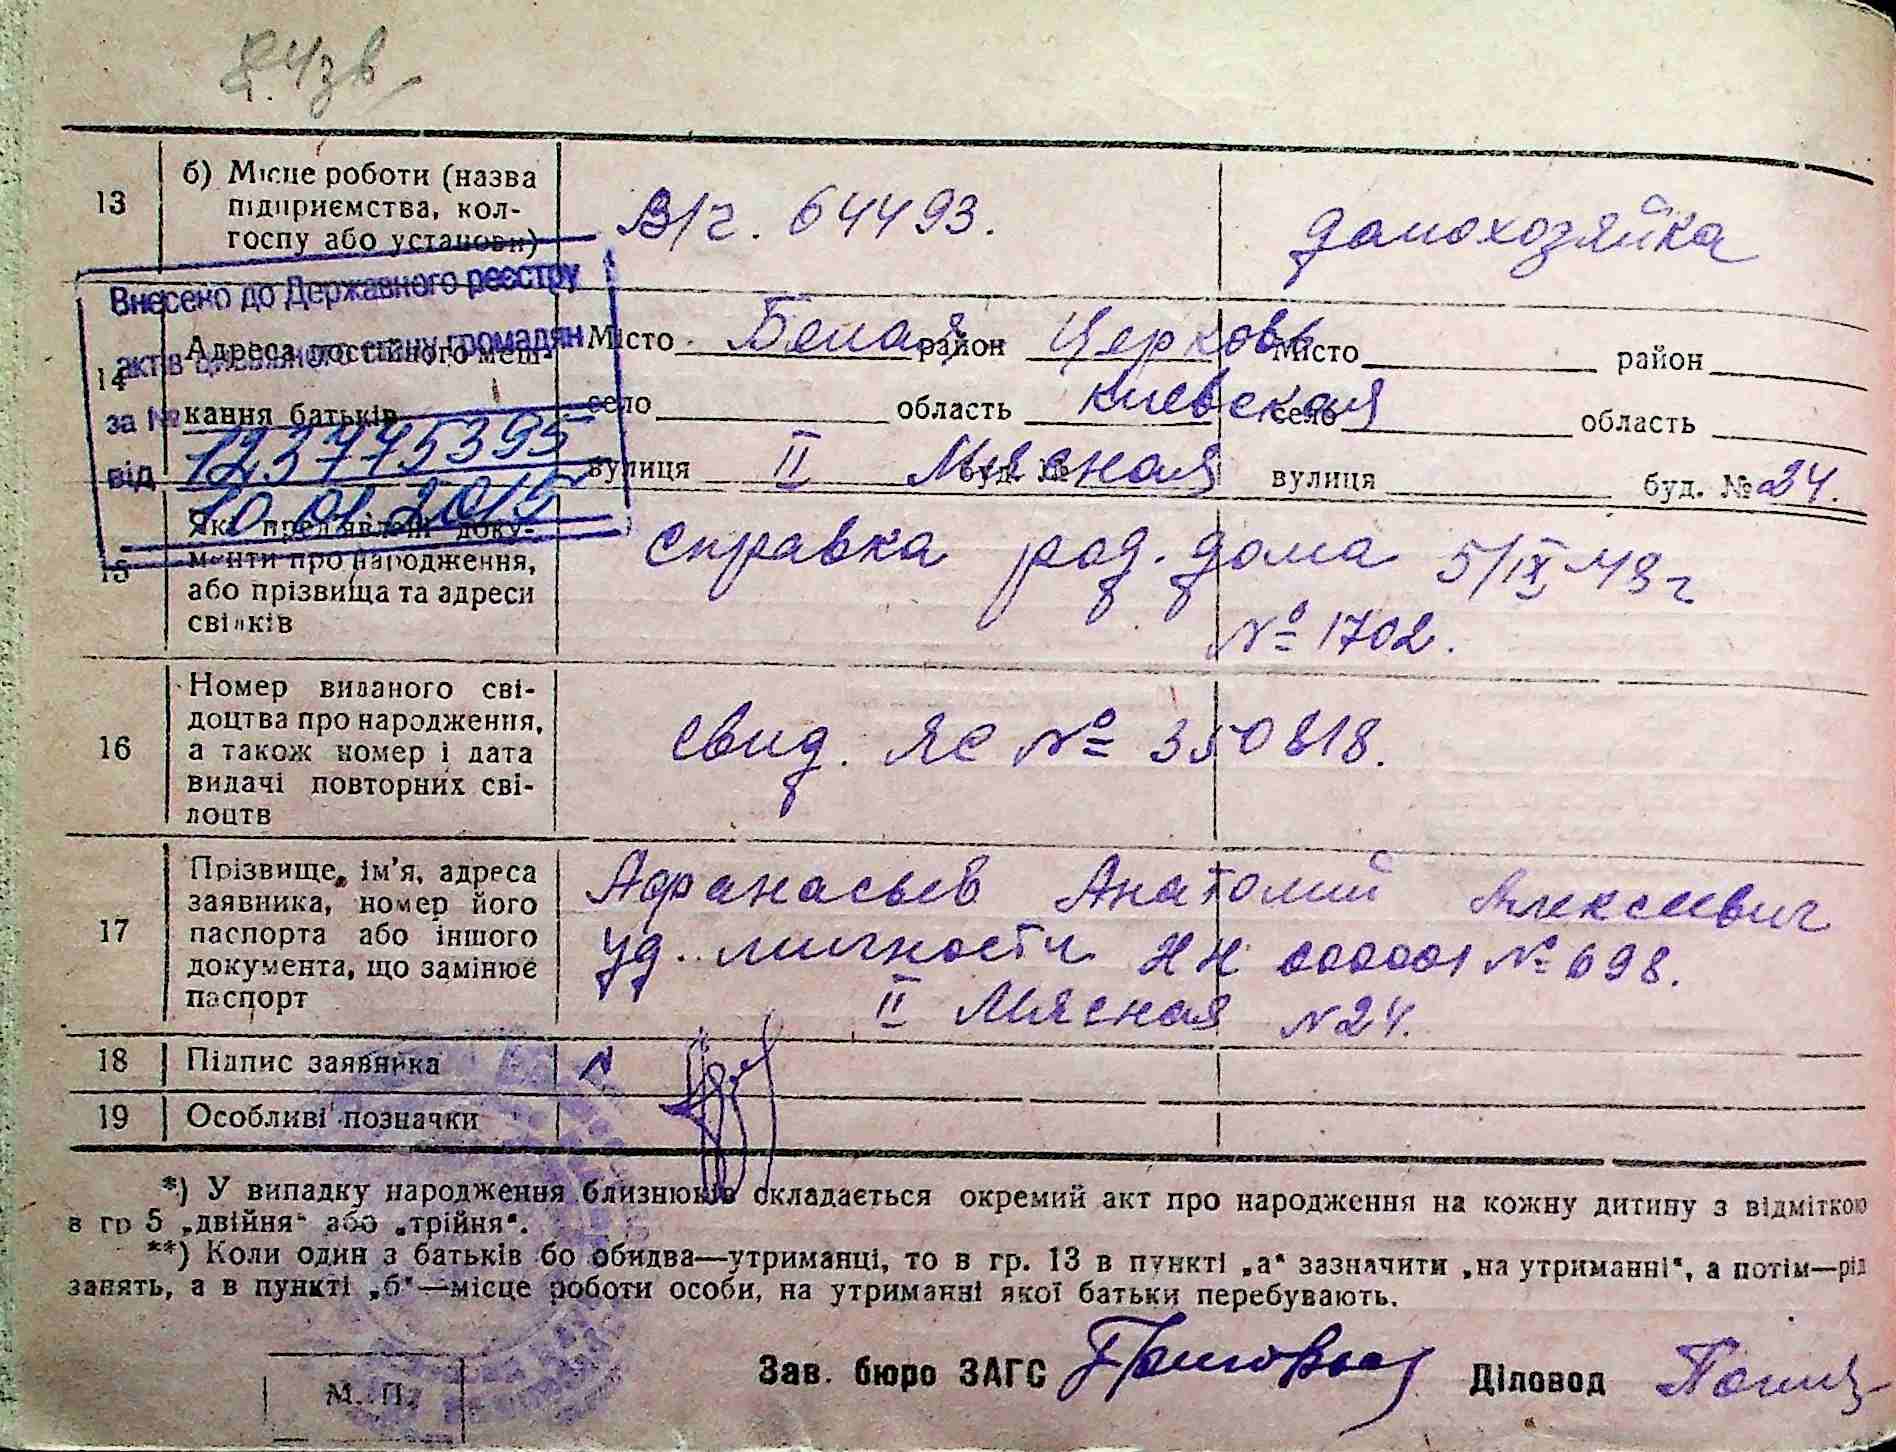 13
б) Місце роботи (назва
підприємства, кол-
госпу або установи)
В/ч. 64493.
домохозяйка
Внесено до Державного реєстру
актів цивільного стану громадян
за №
123775395
від
10 01 2015
14
Адреса постійного меш-
кання батьків
Місто Белая район Церковь
село область Киевская
вулиця II Мясная буд. №
Місто район
село область
вулиця буд. № 24.
15
Які пред'явлені доку-
менти про народження,
або прізвища та адреси
свідків
справка род. дома 5/IX 48 г
№ 1702.
16
Номер виданого сві-
доцтва про народження,
а також номер і дата
видачі повторних сві-
доцтв
свид. ЯС № 350818.
17
Прізвище, ім'я, адреса
заявника, номер його
паспорта або іншого
документа, що замінює
паспорт
Афанасьев Анатолий Алексеевич
уд. личности НН 000001 № 698.
II Мясная N 24.
18
Підпис заявника
19
Особливі позначки
*) У випадку народження близнюків складається окремий акт про народження на кожну дитину з відміткою
в гр 5 „двійня“ або „трійня“.
**) Коли один з батьків бо обидва—утриманці, то в гр. 13 в пункті „а“ зазначити „на утриманні“, а потім—рід
занять, а в пункті „б“—місце роботи особи, на утриманні якої батьки перебувають.
Зав. бюро ЗАГС
Діловод
М. П.